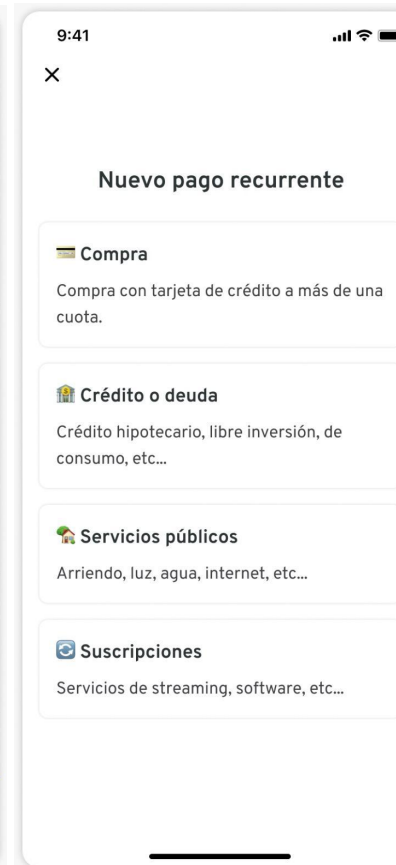 9:41
Nuevo pago recurrente
Compra
Compra con tarjeta de crédito a más de una
cuota.
Crédito o deuda
Crédito hipotecario, libre inversión, de
consumo, etc...
Servicios públicos
Arriendo, luz, agua, internet, etc...
Suscripciones
Servicios de streaming, software, etc...